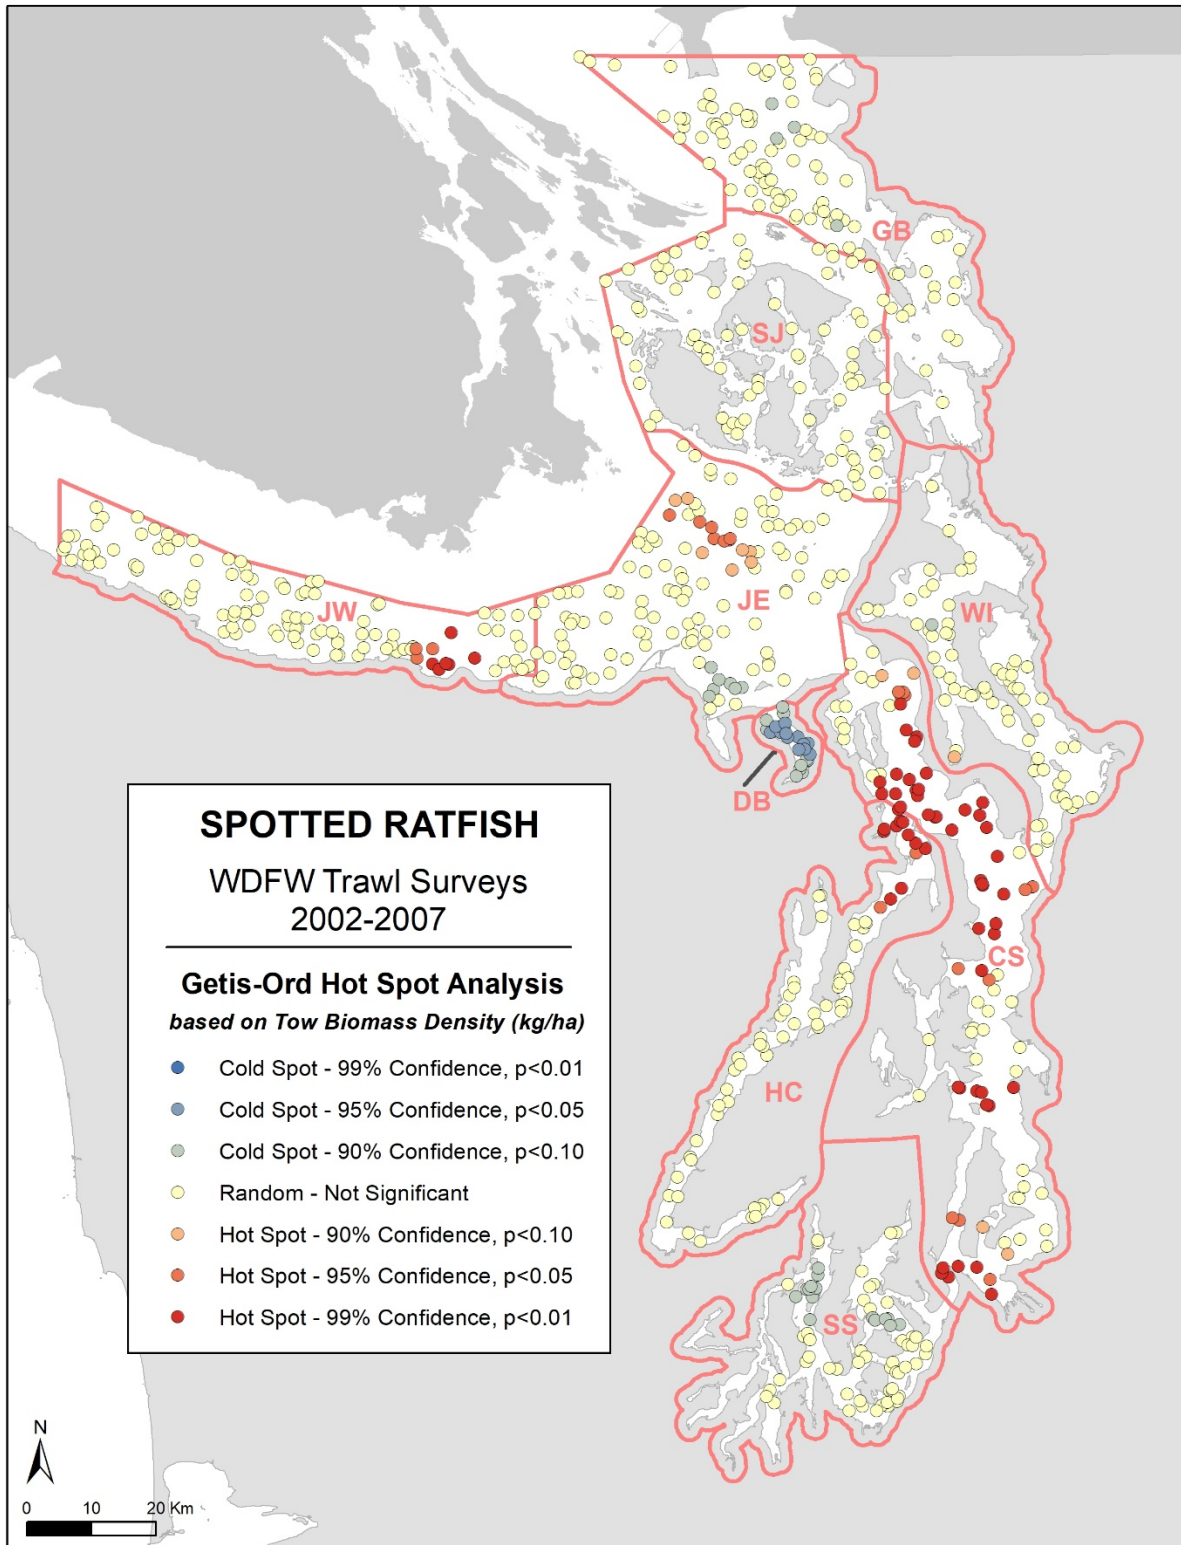 GB
SJ
JW
JE
WI
DB
SPOTTED RATFISH
WDFW Trawl Surveys
2002-2007
Getis-Ord Hot Spot Analysis
based on Tow Biomass Density (kg/ha)
Cold Spot - 99% Confidence, p<0.01
Cold Spot - 95% Confidence, p<0.05
Cold Spot - 90% Confidence, p<0.10
Random - Not Significant
Hot Spot - 90% Confidence, p<0.10
Hot Spot - 95% Confidence, p<0.05
Hot Spot - 99% Confidence, p<0.01
CS
HC
SS
N
0 10 20 Km